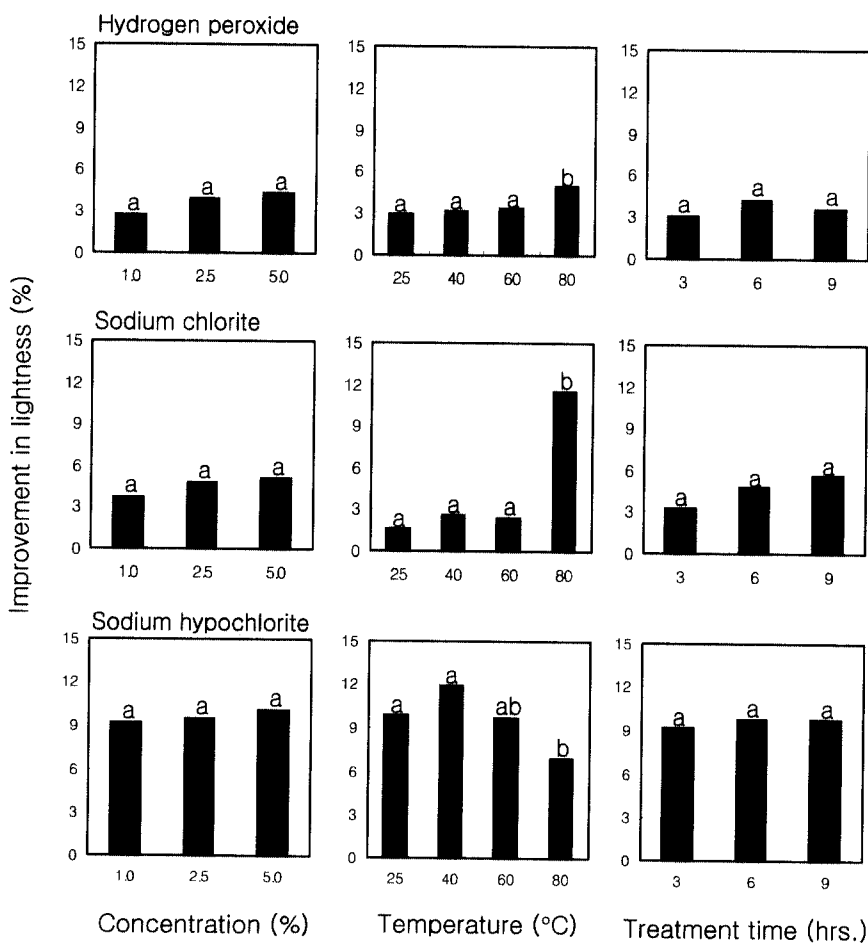 Hydrogen peroxide
15
12
9
6
3
0
a a a
1.0 2.5 5.0
15
12
9
6
3
0
a a a b
25 40 60 80
15
12
9
6
3
0
a a a
3 6 9
Sodium chlorite
15
12
9
6
3
0
a a a
1.0 2.5 5.0
15
12
9
6
3
0
a a a b
25 40 60 80
15
12
9
6
3
0
a a a
3 6 9
Sodium hypochlorite
15
12
9
6
3
0
a a a
1.0 2.5 5.0
15
12
9
6
3
0
a a ab b
25 40 60 80
15
12
9
6
3
0
a a a
3 6 9
Improvement in lightness (%)
Concentration (%)
Temperature (°C)
Treatment time (hrs.)